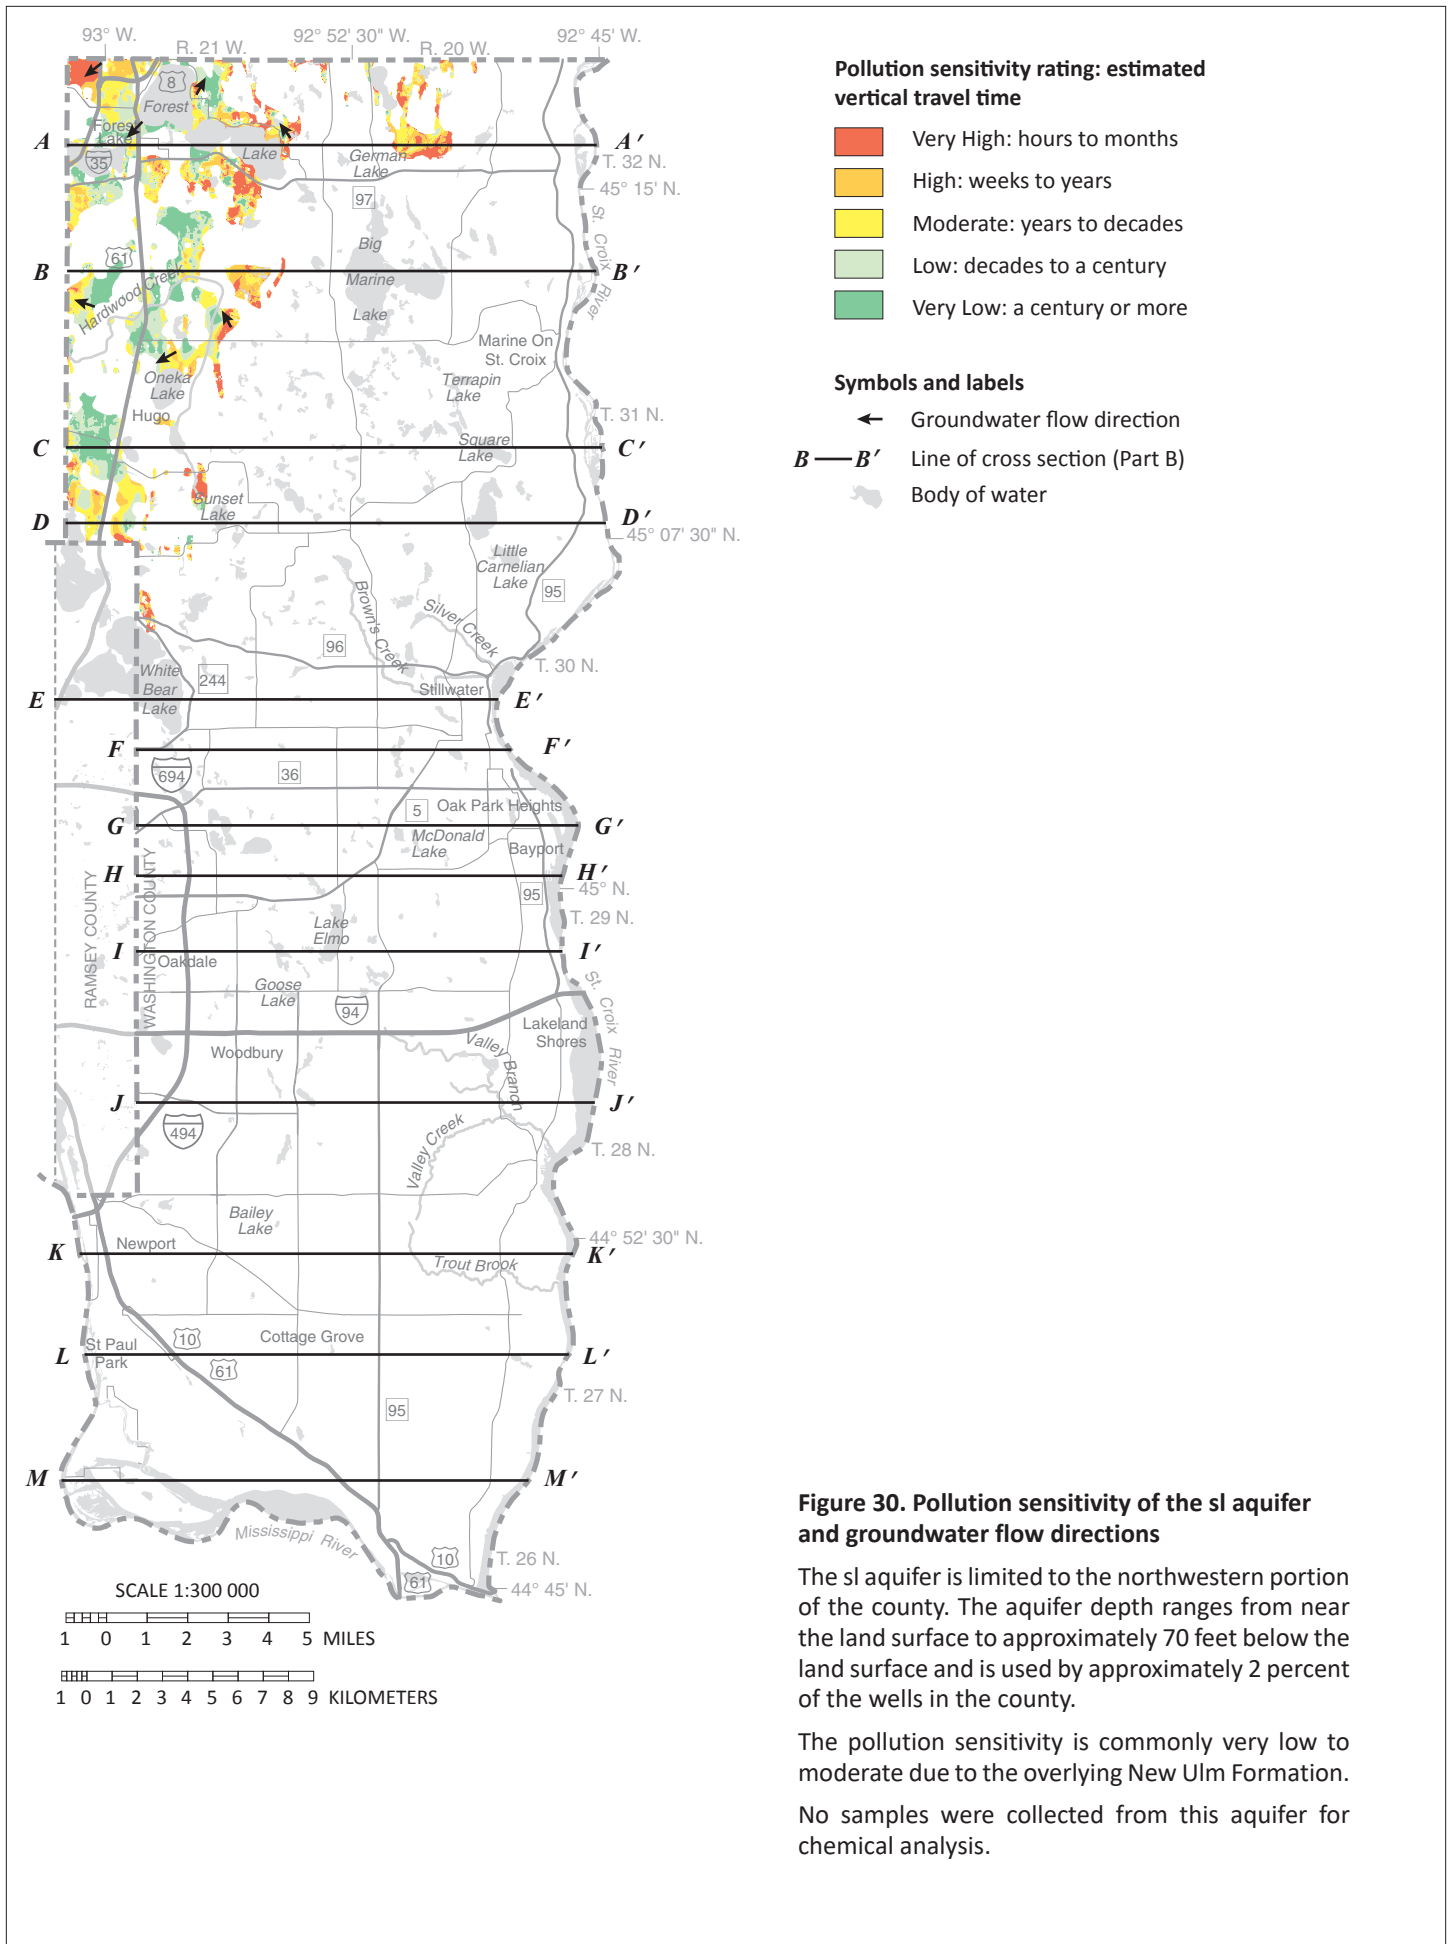 93° W.
R. 21 W.
92° 52' 30" W.
R. 20 W.
92° 45' W.
8
Forest
Forest
Lake
A
A'
35
Lake
German
Lake
T. 32 N.
45° 15' N.
97
St. Croix River
Big
61
B
B'
Marine
Hardwood Creek
Lake
Marine On
St. Croix
Oneka
Lake
Terrapin
Lake
Hugo
T. 31 N.
C
Square
Lake
C'
Sunset
Lake
D
D'
45° 07' 30" N.
Little
Carnelian
Lake
95
Brown's Creek
Silver Creek
96
T. 30 N.
White
Bear
Lake
244
Stillwater
E
E'
F
F'
694
36
5
Oak Park Heights
G
G'
McDonald
Lake
Bayport
H
H'
45° N.
95
RAMSEY COUNTY
WASHINGTON COUNTY
T. 29 N.
Lake
Elmo
I
I'
Oakdale
Goose
Lake
St. Croix River
94
Lakeland
Shores
Woodbury
Valley Branch
J
J'
494
Valley Creek
T. 28 N.
Bailey
Lake
44° 52' 30" N.
Newport
K
K'
Trout Brook
10
Cottage Grove
St Paul
Park
L
L'
61
T. 27 N.
95
M
M'
Mississippi River
10
T. 26 N.
61
44° 45' N.
SCALE 1:300 000
1 0 1 2 3 4 5 MILES
1 0 1 2 3 4 5 6 7 8 9 KILOMETERS
Pollution sensitivity rating: estimated
vertical travel time
Very High: hours to months
High: weeks to years
Moderate: years to decades
Low: decades to a century
Very Low: a century or more
Symbols and labels
Groundwater flow direction
B B' Line of cross section (Part B)
Body of water
Figure 30. Pollution sensitivity of the sl aquifer
and groundwater flow directions
The sl aquifer is limited to the northwestern portion
of the county. The aquifer depth ranges from near
the land surface to approximately 70 feet below the
land surface and is used by approximately 2 percent
of the wells in the county.
The pollution sensitivity is commonly very low to
moderate due to the overlying New Ulm Formation.
No samples were collected from this aquifer for
chemical analysis.